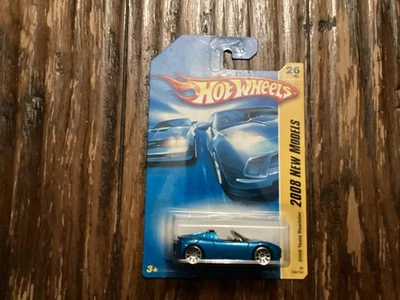 HOT WHEELS
26
2008 NEW MODELS
2008 Tesla Roadster
3+